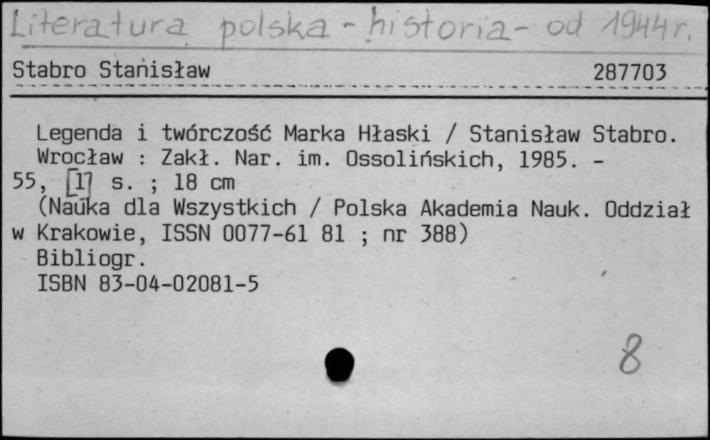 Literatura polska - historia - od 1944 r.
Stabro Stanisław 287703
Legenda i twórczość Marka Hłaski / Stanisław Stabro.
Wrocław : Zakł. Nar. im. Ossolińskich, 1985. -
55, [1] s. ; 18 cm
(Nauka dla Wszystkich / Polska Akademia Nauk. Oddział
w Krakowie, ISSN 0077-61 81 ; nr 388)
Bibliogr.
ISBN 83-04-02081-5
8